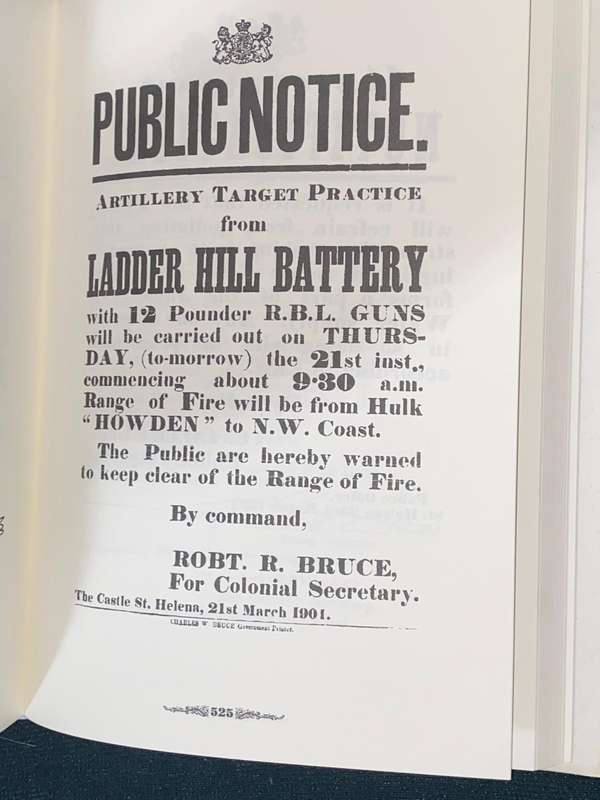 PUBLIC NOTICE.
ARTILLERY TARGET PRACTICE
from
LADDER HILL BATTERY
with 12 Pounder R.B.L. GUNS
will be carried out on THURS-
DAY, (to-morrow) the 21st inst.,
commencing about 9·30 a.m.
Range of Fire will be from Hulk
"HOWDEN" to N.W. Coast.
The Public are hereby warned
to keep clear of the Range of Fire.
By command,
ROBT. R. BRUCE,
For Colonial Secretary.
The Castle St. Helena, 21st March 1901.
CHARLES W. BRUCE Government Printer.
525